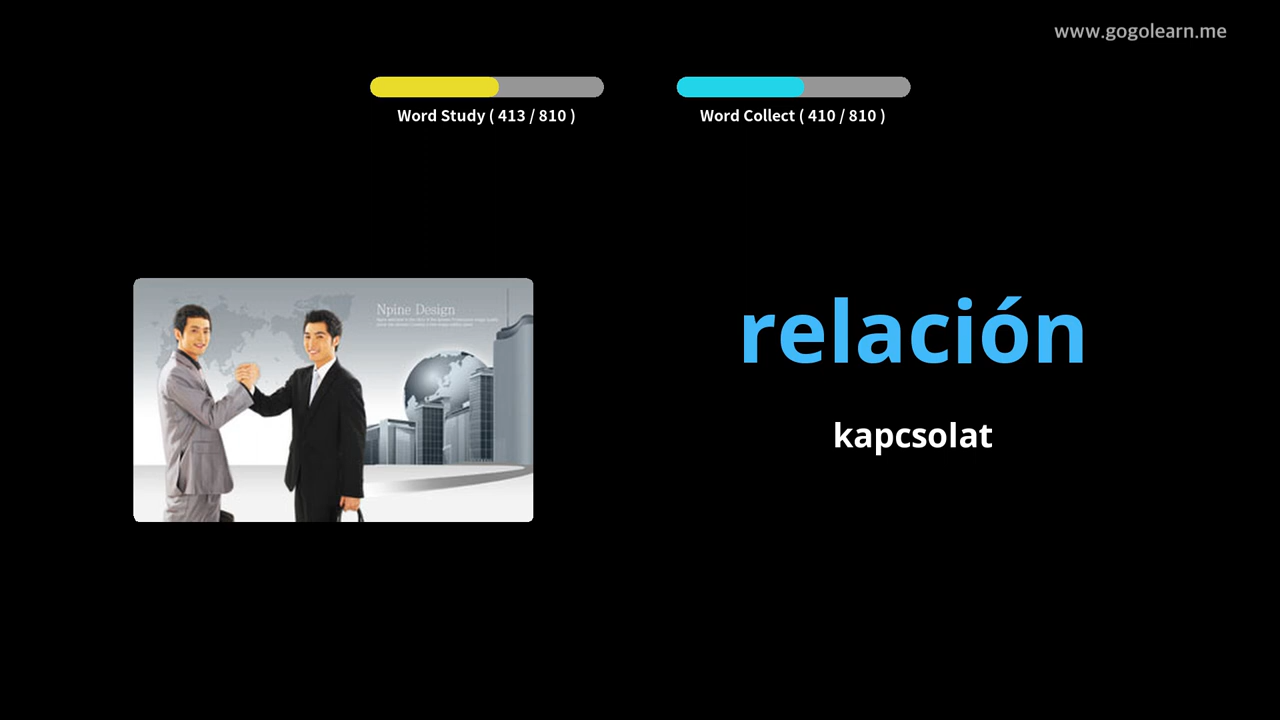 www.gogolearn.me
Word Study ( 413 / 810 )
Word Collect ( 410 / 810 )
Npine Design
relación
kapcsolat